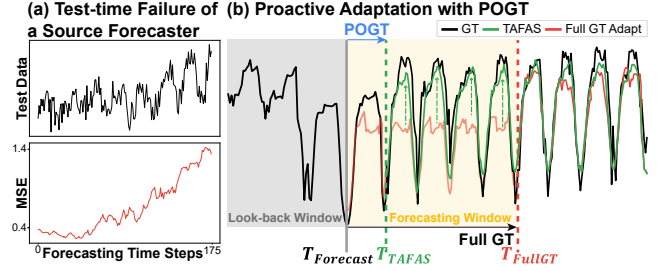 (a) Test-time Failure of
a Source Forecaster
Test Data
1.4
MSE
0.4
0
Forecasting Time Steps
175
(b) Proactive Adaptation with POGT
POGT
GT
TAFAS
Full GT Adapt
Look-back Window
Forecasting Window
Full GT
T_Forecast
T_TAFAS
T_FullGT